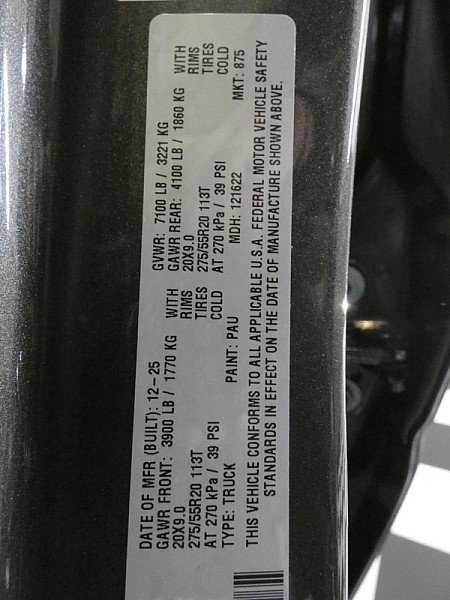 DATE OF MFR (BUILT): 12-25 GVWR: 7100 LB / 3221 KG
GAWR FRONT: 3900 LB / 1770 KG WITH GAWR REAR: 4100 LB / 1860 KG WITH
20X9.0 RIMS 20X9.0 RIMS
275/55R20 113T TIRES 275/55R20 113T TIRES
AT 270 kPa / 39 PSI COLD AT 270 kPa / 39 PSI COLD
TYPE: TRUCK PAINT: PAU MDH: 121622 MKT: 875
THIS VEHICLE CONFORMS TO ALL APPLICABLE U.S.A. FEDERAL MOTOR VEHICLE SAFETY
STANDARDS IN EFFECT ON THE DATE OF MANUFACTURE SHOWN ABOVE.